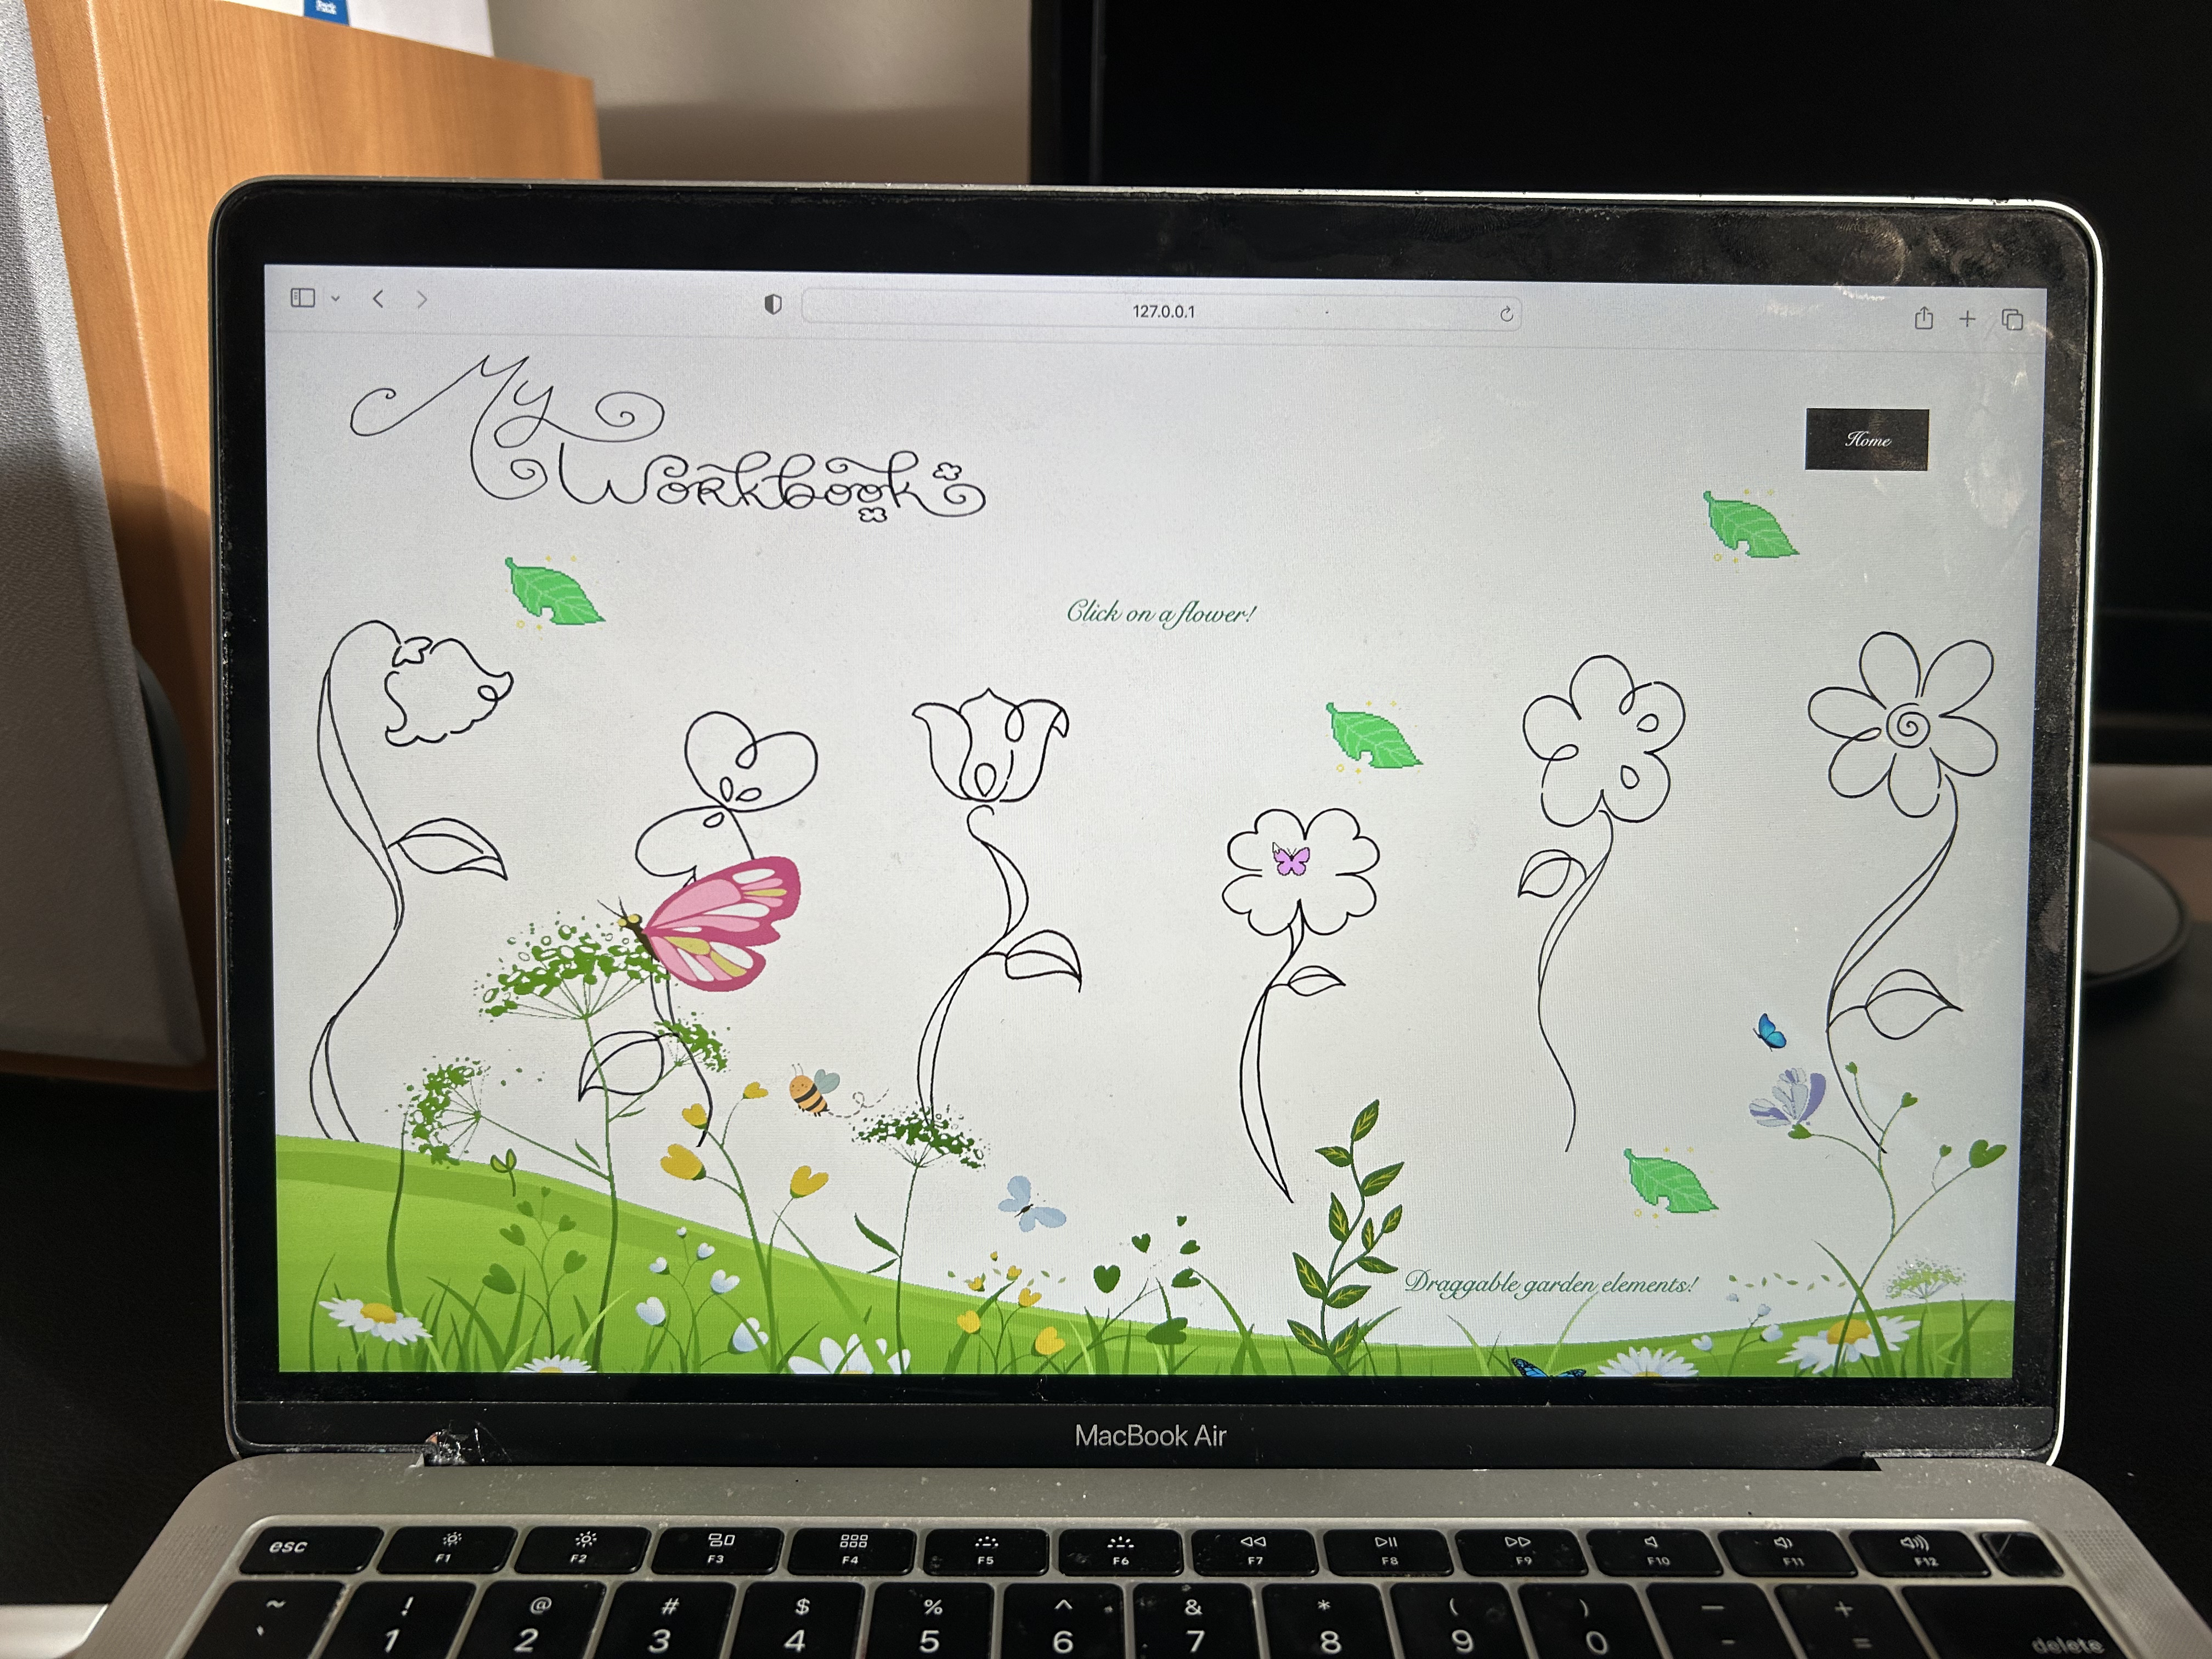 Pack
127.0.0.1
My
Workbook
Home
Click on a flower!
Draggable garden elements!
MacBook Air
esc F1 F2 F3 F4 F5 F6 F7 F8 F9 F10 F11 F12
~ ! @ # $ % ^ & * ( ) — +
` 1 2 3 4 5 6 7 8 9 0 - = delete